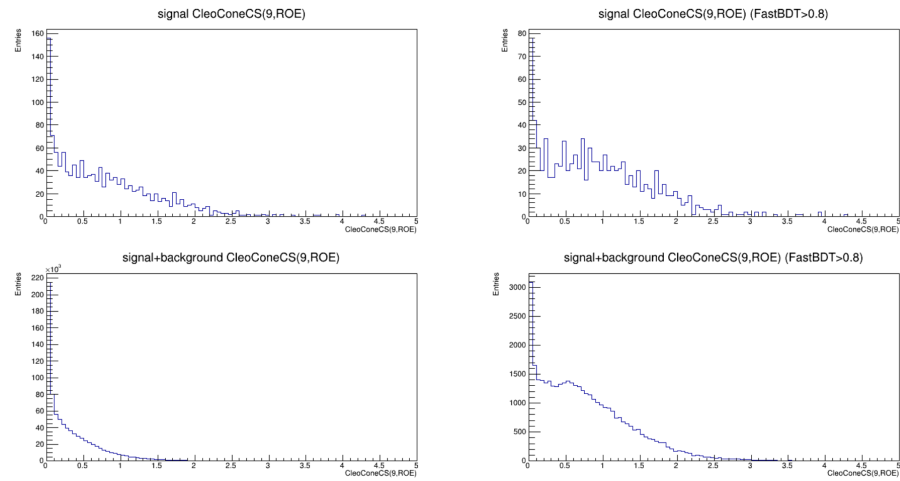 signal CleoConeCS(9,ROE)
Entries
160
140
120
100
80
60
40
20
0
0 0.5 1 1.5 2 2.5 3 3.5 4 4.5 5
CleoConeCS(9,ROE)
signal CleoConeCS(9,ROE) (FastBDT>0.8)
Entries
80
70
60
50
40
30
20
10
0
0 0.5 1 1.5 2 2.5 3 3.5 4 4.5 5
CleoConeCS(9,ROE)
signal+background CleoConeCS(9,ROE)
×10³
Entries
220
200
180
160
140
120
100
80
60
40
20
0
0 0.5 1 1.5 2 2.5 3 3.5 4 4.5 5
CleoConeCS(9,ROE)
signal+background CleoConeCS(9,ROE) (FastBDT>0.8)
Entries
3000
2500
2000
1500
1000
500
0
0 0.5 1 1.5 2 2.5 3 3.5 4 4.5 5
CleoConeCS(9,ROE)